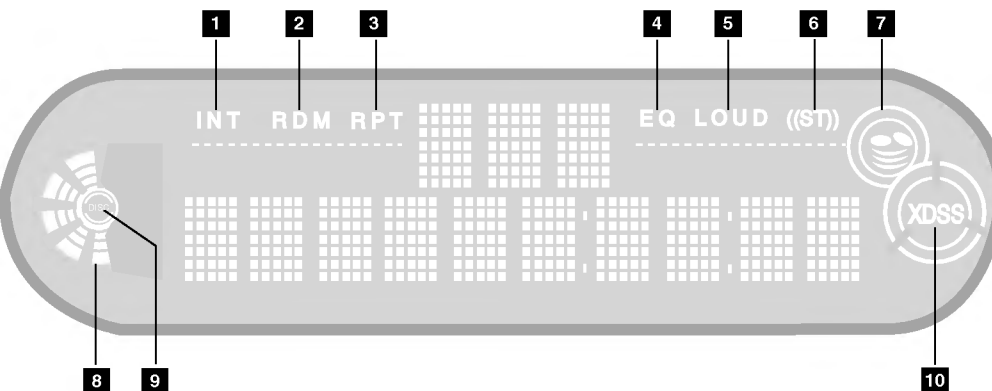 1 2 3 4 5 6 7
INT RDM RPT EQ LOUD ((ST))
DISC
XDSS
8 9 10